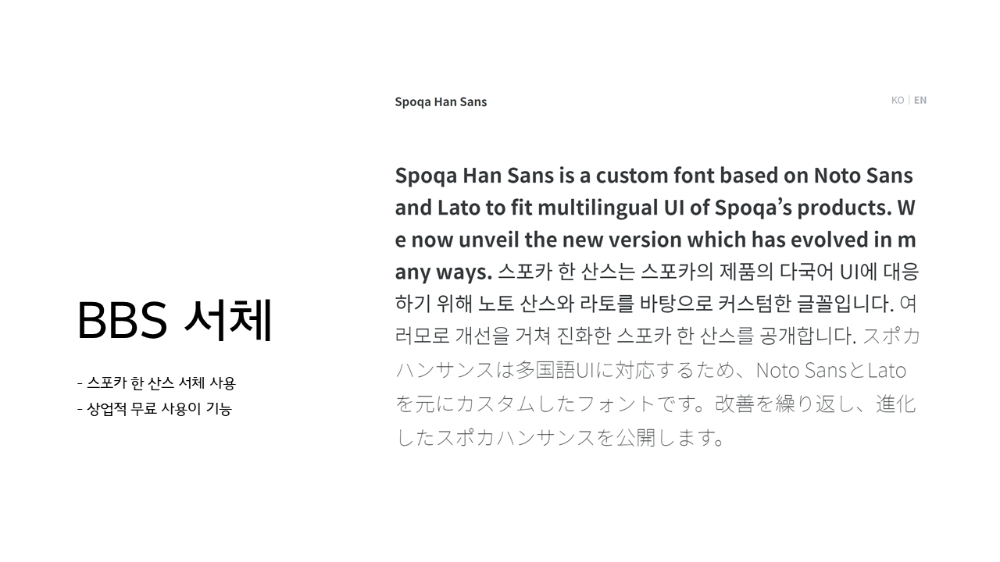 BBS 서체
- 스포카 한 산스 서체 사용
- 상업적 무료 사용이 기능
Spoqa Han Sans
KO | EN
Spoqa Han Sans is a custom font based on Noto Sans
and Lato to fit multilingual UI of Spoqa’s products. W
e now unveil the new version which has evolved in m
any ways. 스포카 한 산스는 스포카의 제품의 다국어 UI에 대응
하기 위해 노토 산스와 라토를 바탕으로 커스텀한 글꼴입니다. 여
러모로 개선을 거쳐 진화한 스포카 한 산스를 공개합니다. スポカ
ハンサンスは多国語UIに対応するため、Noto SansとLato
を元にカスタムしたフォントです。改善を繰り返し、進化
したスポカハンサンスを公開します。